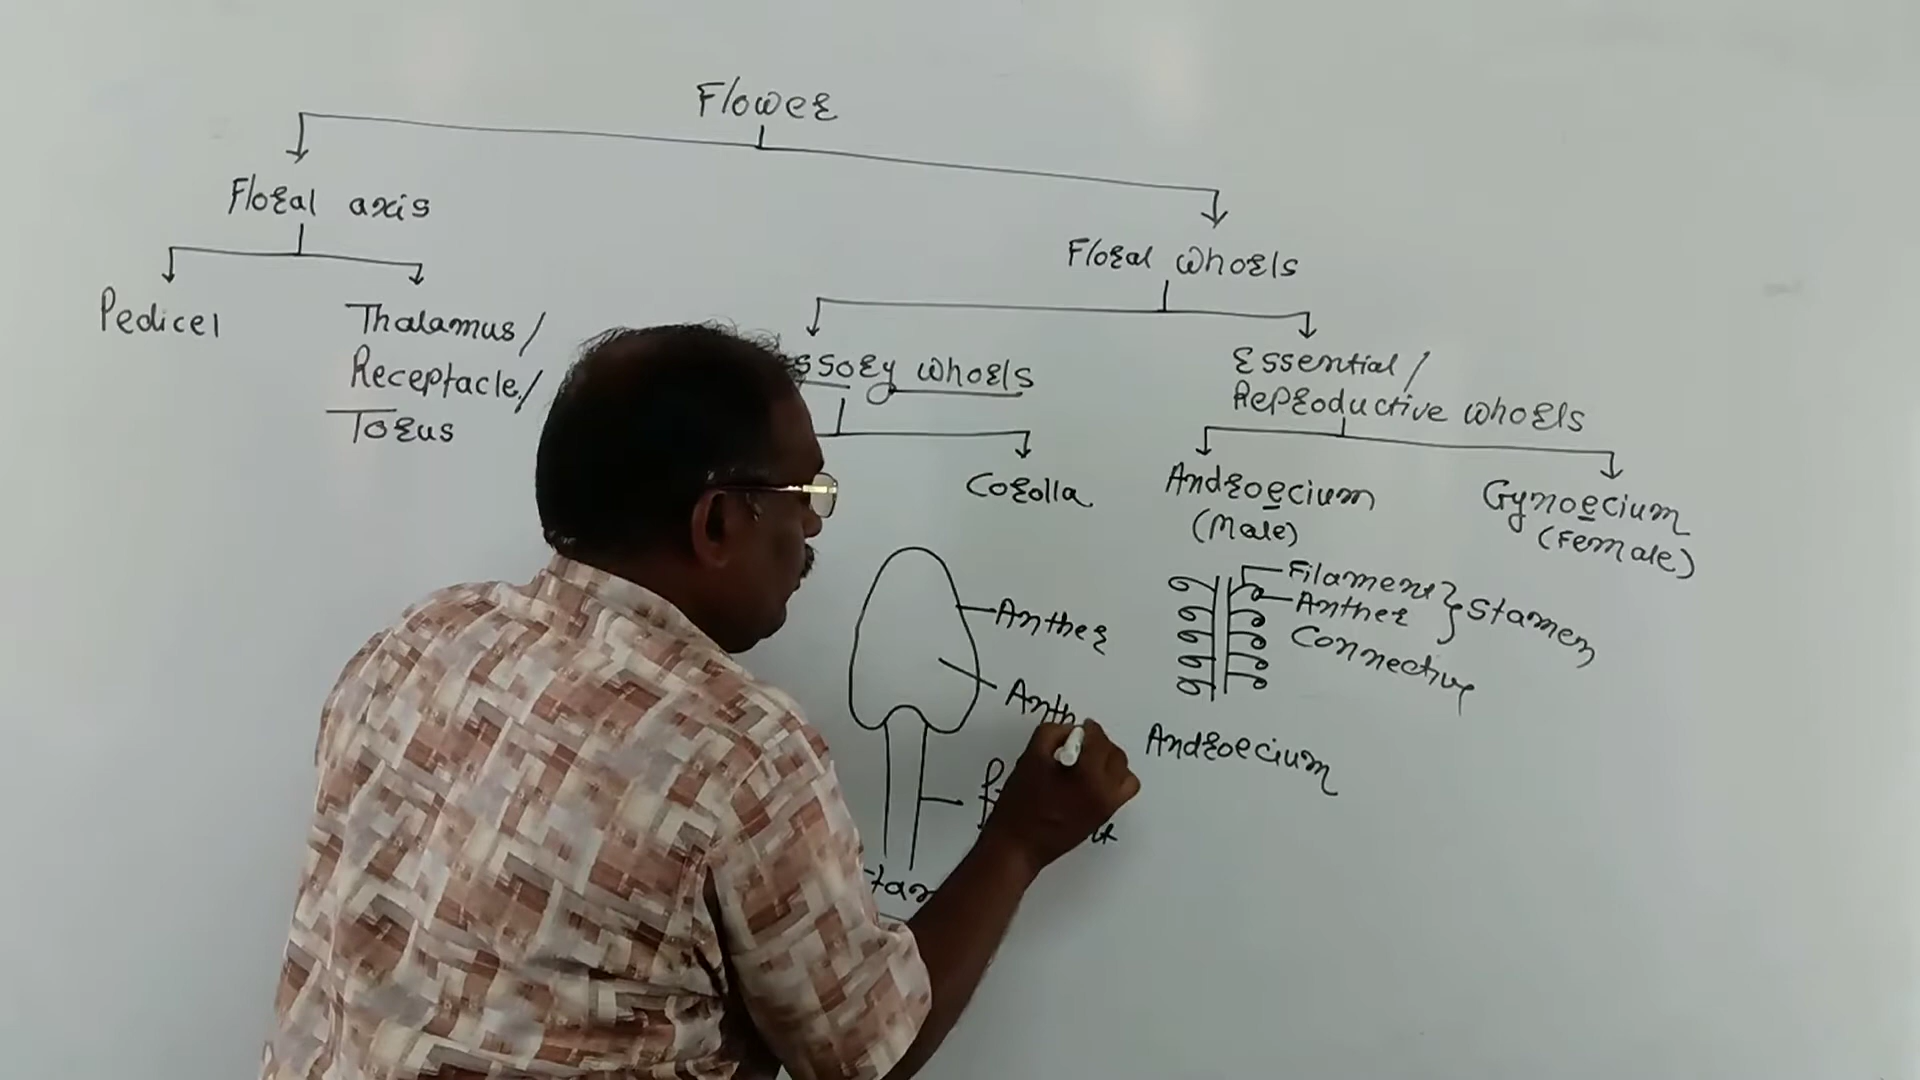 Flower
Floral axis
Floral whorls
Pedicel
Thalamus/
Receptacle/
Torus
ssory whorls
Essential/
Reproductive whorls
Corolla
Androecium
(Male)
Gynoecium
(Female)
Filament } Stamen
Anther
Connective
Anther
Anth
Androecium